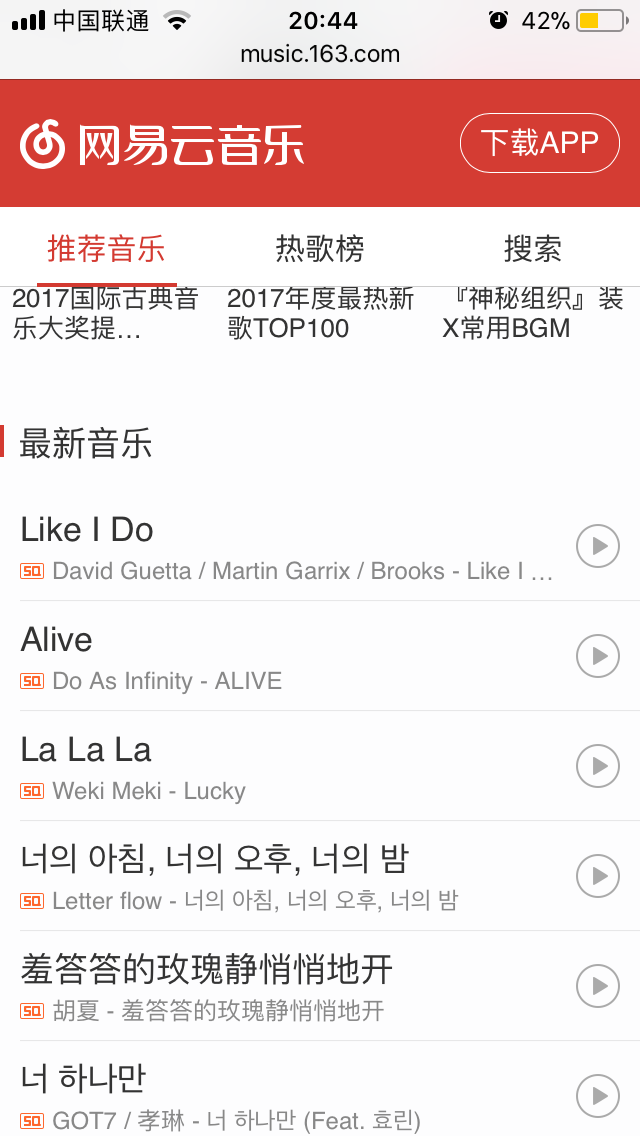 中国联通 20:44 42%
music.163.com
网易云音乐 下载APP
推荐音乐 热歌榜 搜索
2017国际古典音 2017年度最热新 『神秘组织』装
乐大奖提… 歌TOP100 X常用BGM
最新音乐
Like I Do
SQ David Guetta / Martin Garrix / Brooks - Like I …
Alive
SQ Do As Infinity - ALIVE
La La La
SQ Weki Meki - Lucky
너의 아침, 너의 오후, 너의 밤
SQ Letter flow - 너의 아침, 너의 오후, 너의 밤
羞答答的玫瑰静悄悄地开
SQ 胡夏 - 羞答答的玫瑰静悄悄地开
너 하나만
SQ GOT7 / 孝琳 - 너 하나만 (Feat. 효린)